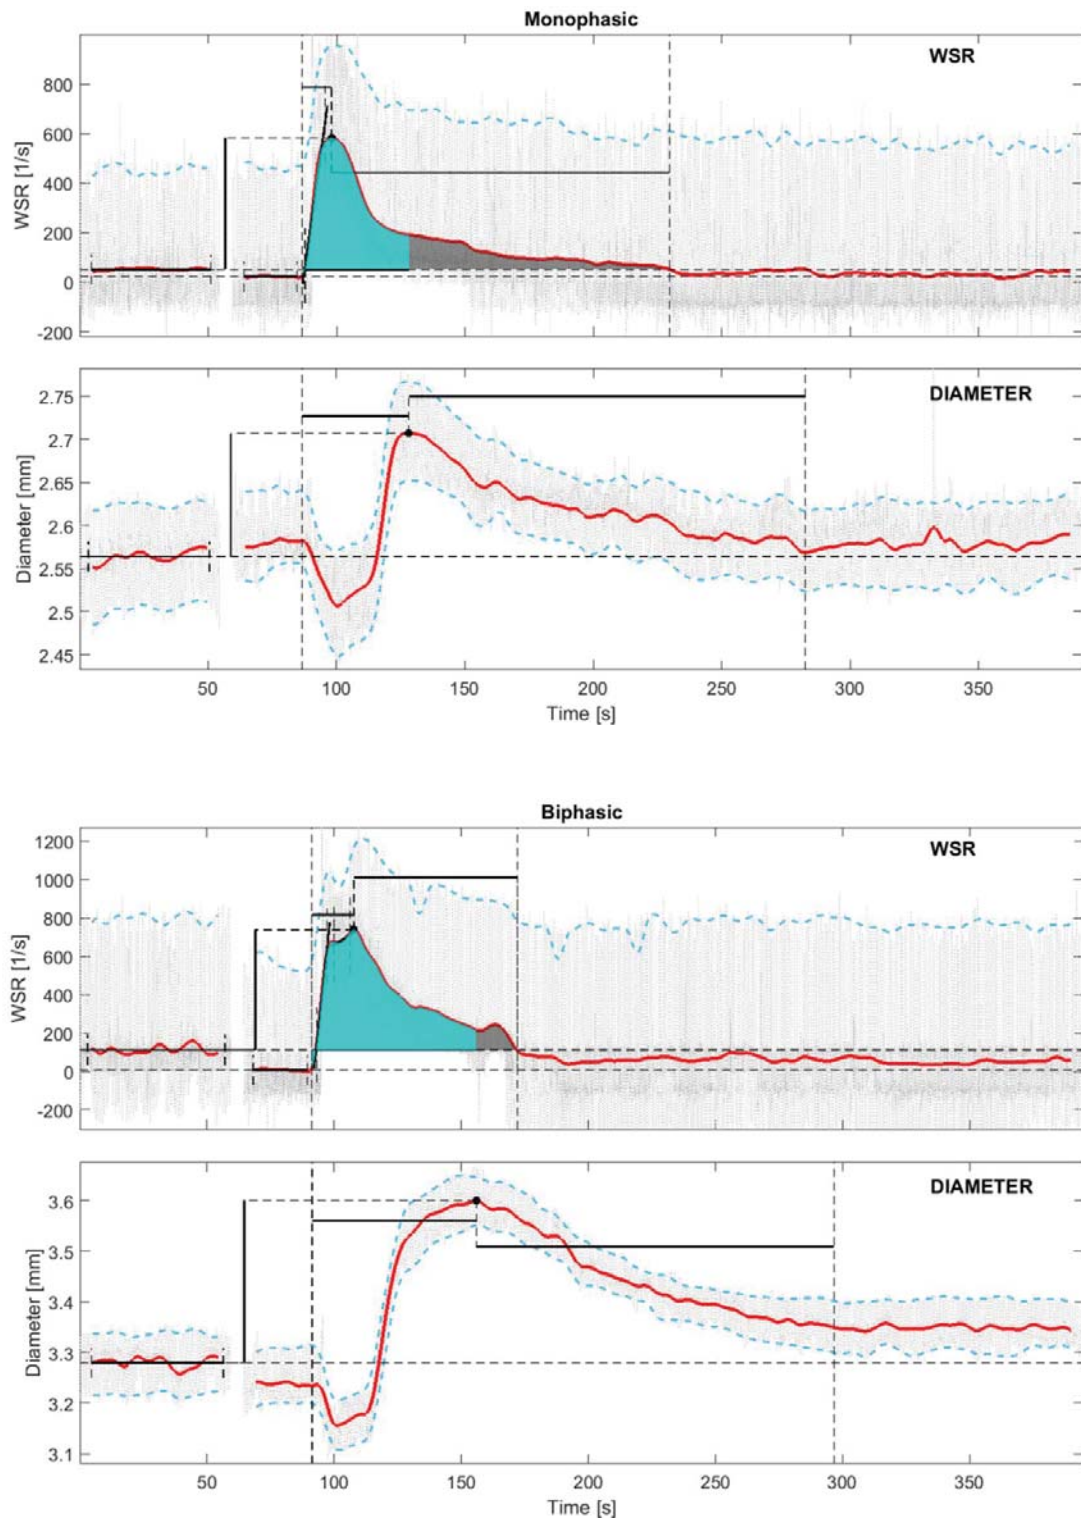 Monophasic
WSR
800
600
400
200
0
-200
WSR [1/s]
DIAMETER
2.75
2.7
2.65
2.6
2.55
2.5
2.45
Diameter [mm]
50 100 150 200 250 300 350
Time [s]
Biphasic
WSR
1200
1000
800
600
400
200
0
-200
WSR [1/s]
DIAMETER
3.6
3.5
3.4
3.3
3.2
3.1
Diameter [mm]
50 100 150 200 250 300 350
Time [s]